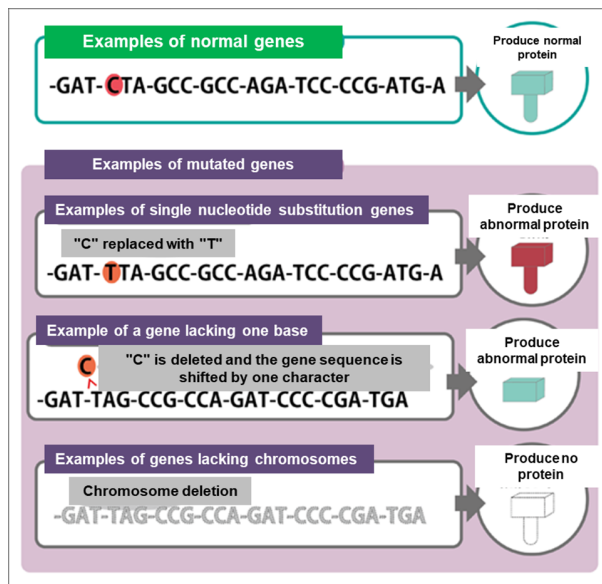 Examples of normal genes
Produce normal
protein
-GAT-CTA-GCC-GCC-AGA-TCC-CCG-ATG-A
Examples of mutated genes
Examples of single nucleotide substitution genes
Produce
abnormal protein
"C" replaced with "T"
-GAT-TTA-GCC-GCC-AGA-TCC-CCG-ATG-A
Example of a gene lacking one base
Produce
abnormal protein
C
"C" is deleted and the gene sequence is
shifted by one character
-GAT-TAG-CCG-CCA-GAT-CCC-CGA-TGA
Examples of genes lacking chromosomes
Produce no
protein
Chromosome deletion
-GAT-TAG-CCG-CCA-GAT-CCC-CGA-TGA